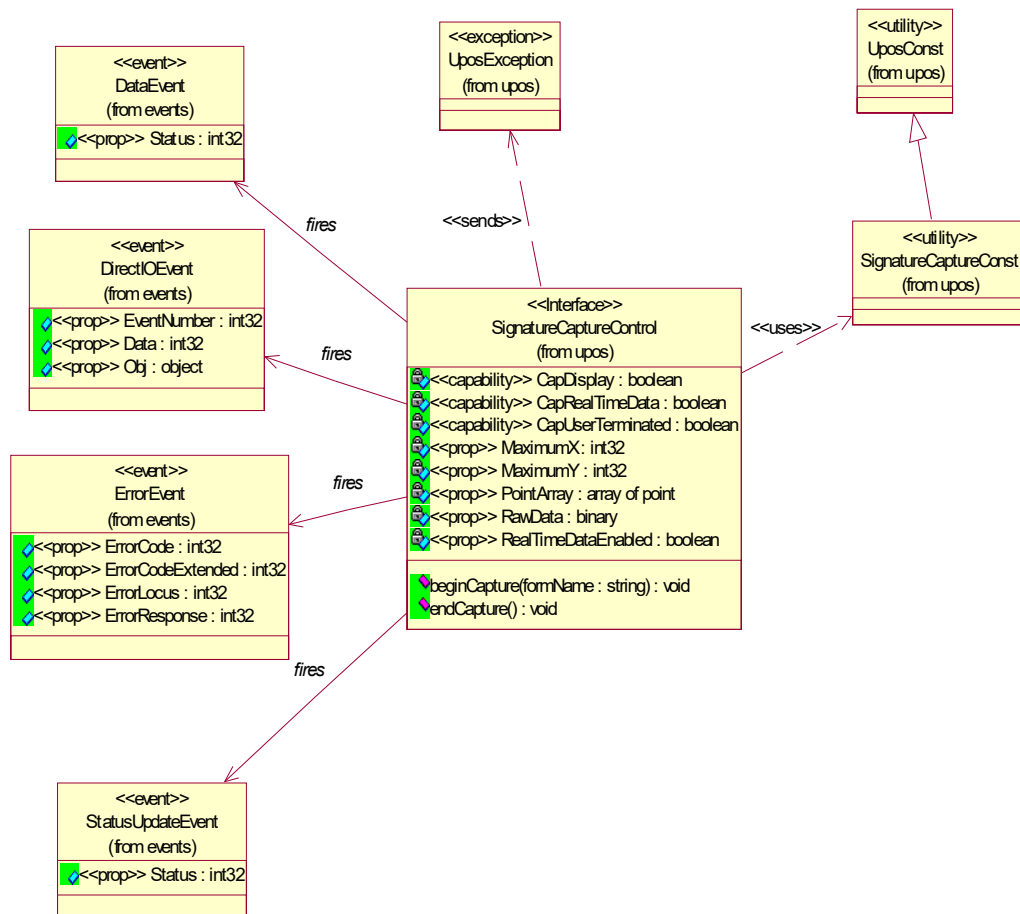 <<event>>
DataEvent
(from events)
<<prop>> Status : int32
<<exception>>
UposException
(from upos)
<<utility>>
UposConst
(from upos)
fires
<<sends>>
<<event>>
DirectIOEvent
(from events)
<<prop>> EventNumber : int32
<<prop>> Data : int32
<<prop>> Obj : object
<<utility>>
SignatureCaptureConst
(from upos)
fires
<<uses>>
<<Interface>>
SignatureCaptureControl
(from upos)
<<capability>> CapDisplay : boolean
<<capability>> CapRealTimeData : boolean
<<capability>> CapUserTerminated : boolean
<<prop>> MaximumX : int32
<<prop>> MaximumY : int32
<<prop>> PointArray : array of point
<<prop>> RawData : binary
<<prop>> RealTimeDataEnabled : boolean
beginCapture(formName : string) : void
endCapture() : void
fires
<<event>>
ErrorEvent
(from events)
<<prop>> ErrorCode : int32
<<prop>> ErrorCodeExtended : int32
<<prop>> ErrorLocus : int32
<<prop>> ErrorResponse : int32
fires
<<event>>
StatusUpdateEvent
(from events)
<<prop>> Status : int32